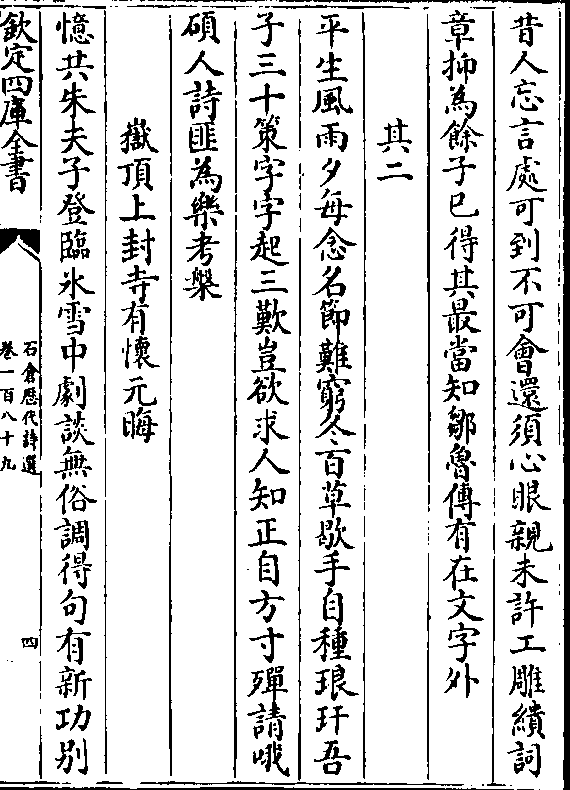 昔人忘言處可到不可會還須心眼親未許工雕繢詞
章抑為餘子已得其最當知鄒魯傳有在文字外
其二
平生風雨夕每念名節難窮冬百草歇手自種琅玕吾
子三十策字字起三歎豈欲求人知正自方寸殫請哦
碩人詩匪為樂考槃
嶽頂上封寺有懷元晦
憶共朱夫子登臨氷雪中劇談無俗調得句有新功别
欽定四庫全書
石倉歴代詩選
卷一百八十九
四